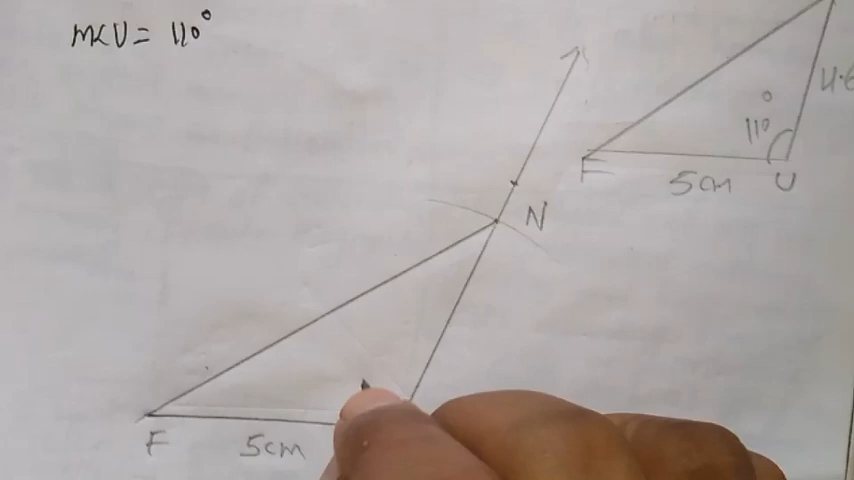 m<U = 110°
N
F
5cm
110°
F
5cm
U